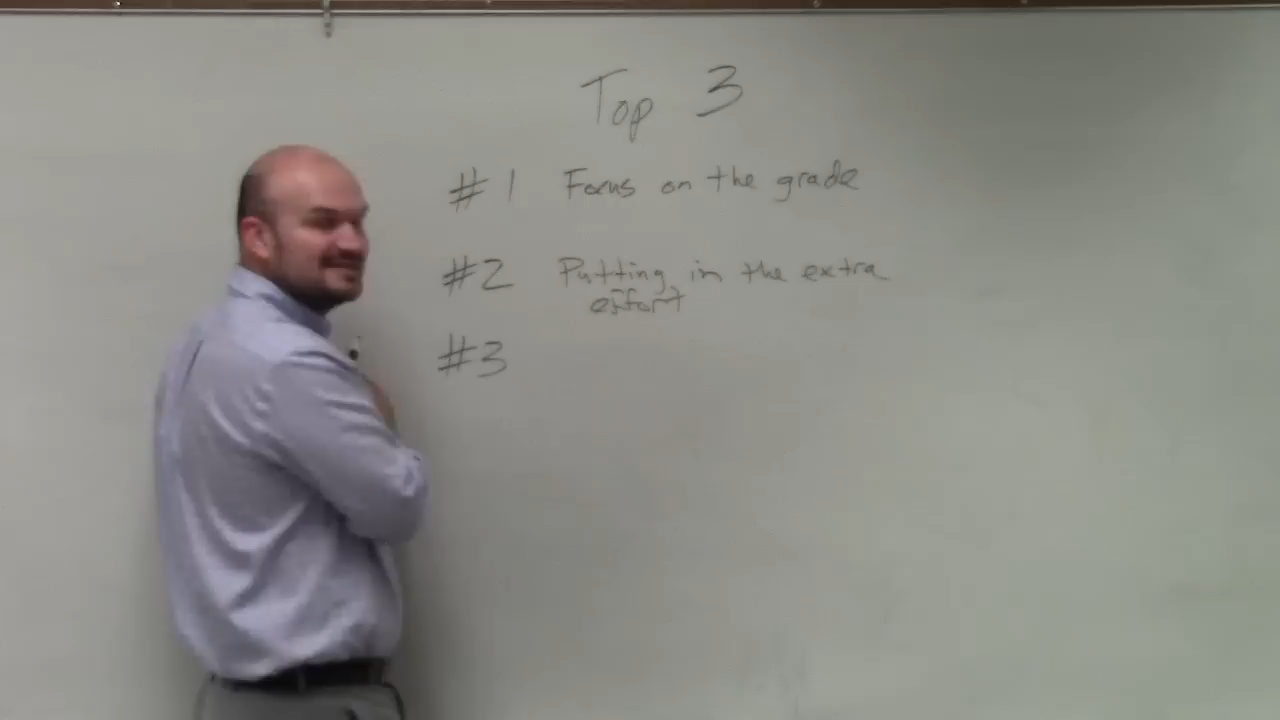 Top 3
#1 Focus on the grade
#2 Putting in the extra
effort
#3